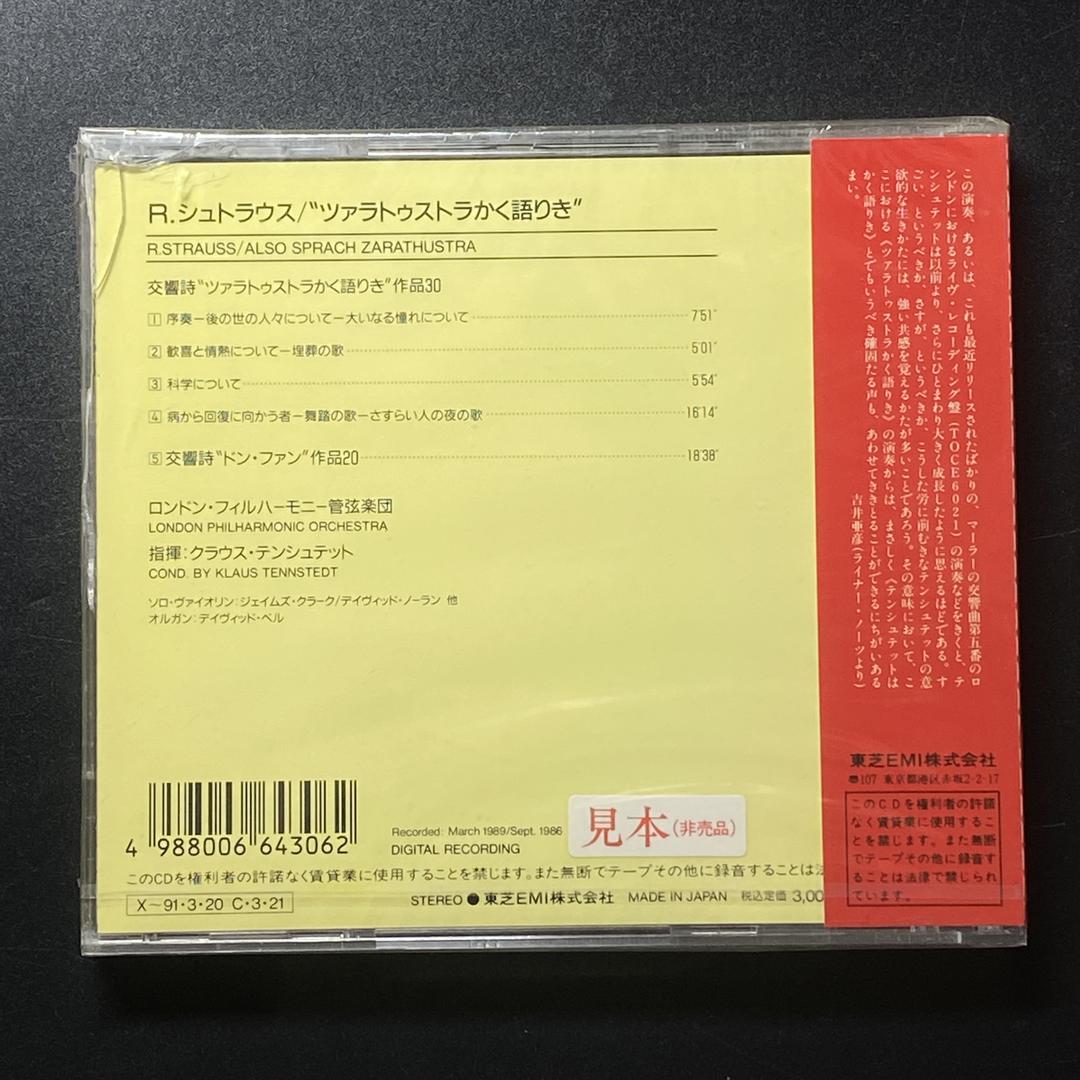 R.シュトラウス/“ツァラトゥストラかく語りき”
R.STRAUSS/ALSO SPRACH ZARATHUSTRA
交響詩“ツァラトゥストラかく語りき”作品30
1 序奏ー後の世の人々についてー大いなる憧れについて 7'51"
2 歓喜と情熱についてー埋葬の歌 5'01"
3 科学について 5'54"
4 病から回復に向かう者ー舞踏の歌ーさすらい人の夜の歌 16'14"
5 交響詩“ドン・ファン”作品20 18'38"
ロンドン・フィルハーモニー管弦楽団
LONDON PHILHARMONIC ORCHESTRA
指揮:クラウス・テンシュテット
COND. BY KLAUS TENNSTEDT
ソロ・ヴァイオリン:ジェイムズ・クラーク/デイヴィッド・ノーラン 他
オルガン:デイヴィッド・ベル
4 988006 643062
Recorded: March 1989/Sept. 1986
DIGITAL RECORDING
見本(非売品)
このCDを権利者の許諾なく賃貸業に使用することを禁じます。また無断でテープその他に録音することは法
X〜91・3・20 C・3・21
STEREO ● 東芝EMI株式会社 MADE IN JAPAN 税込定価 3,00
この演奏、あるいは、これも最近リリースされたばかりの、マーラーの交響曲第五番のロ
ンドンにおけるライヴ・レコーディング盤(TOCE6021)の演奏などをきくと、テ
ンシュテットは以前より、さらにひとまわり大きく成長したように思えるほどである。す
ごい、というべきか、さすが、というべきか、こうした労に前むきなテンシュテットの意
欲的な生きかたには、強い共感を覚えるかたが多いことであろう。その意味において、こ
こにおける《ツァラトゥストラかく語りき》の演奏からは、まさしく《テンシュテットは
かく語りき》とでもいうべき確固たる声も、あわせてききとることができるにちがいある
まい。
吉井亜彦(ライナー・ノーツより)
東芝EMI株式会社
〒107 東京都港区赤坂2-2-17
このCDを権利者の許諾
なく賃貸業に使用するこ
とを禁じます。また無断
でテープその他に録音す
ることは法律で禁じられ
ています。